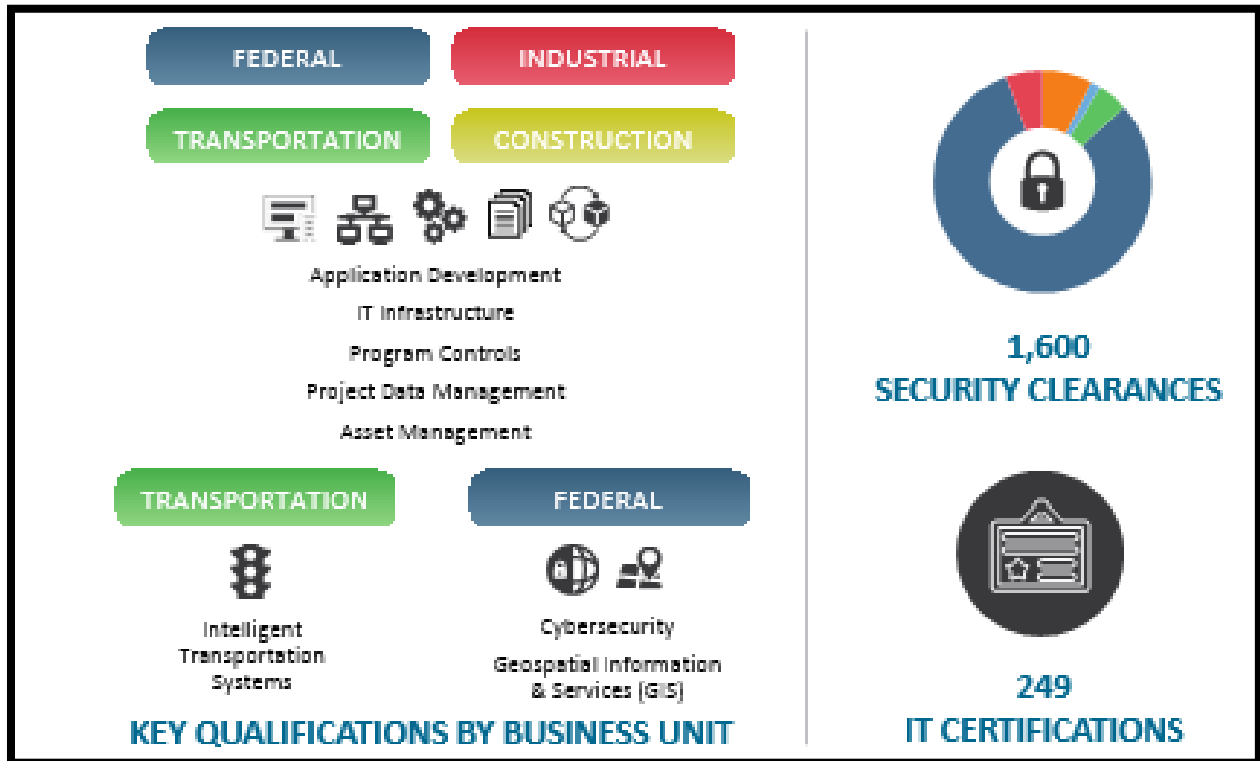 FEDERAL
INDUSTRIAL
TRANSPORTATION
CONSTRUCTION
Application Development
IT Infrastructure
Program Controls
Project Data Management
Asset Management
TRANSPORTATION
Intelligent
Transportation
Systems
FEDERAL
Cybersecurity
Geospatial Information
& Services (GIS)
KEY QUALIFICATIONS BY BUSINESS UNIT
1,600
SECURITY CLEARANCES
249
IT CERTIFICATIONS